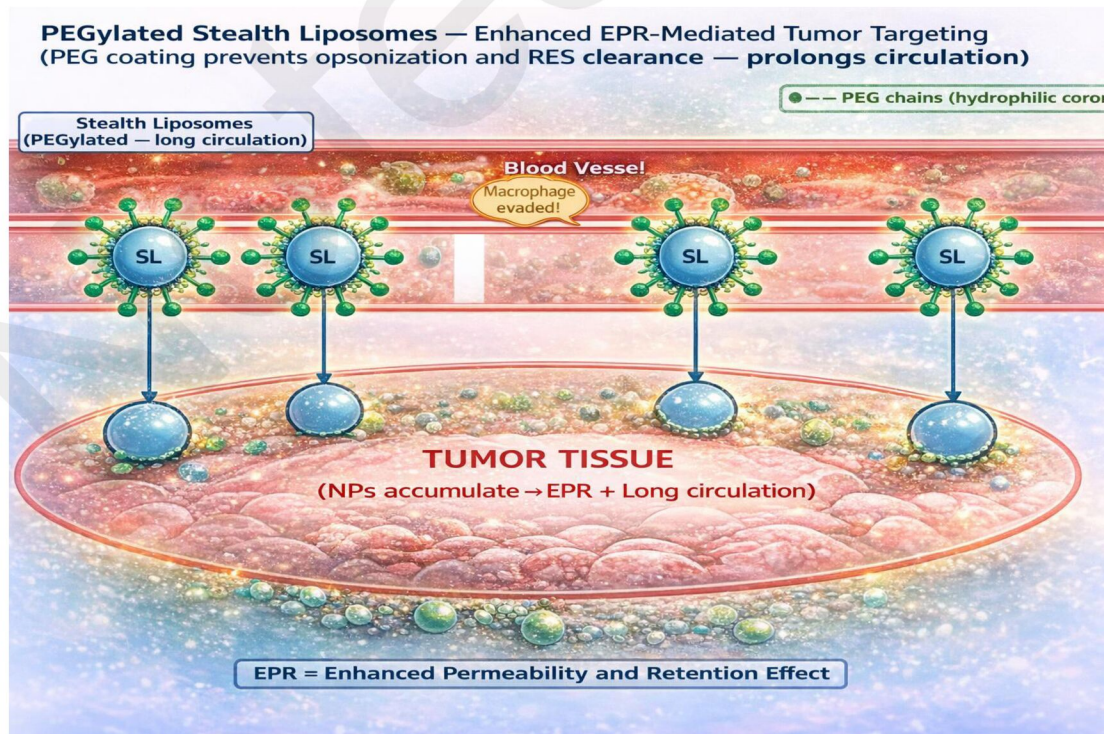 PEGylated Stealth Liposomes — Enhanced EPR-Mediated Tumor Targeting
(PEG coating prevents opsonization and RES clearance — prolongs circulation)
—— PEG chains (hydrophilic coror
Stealth Liposomes
(PEGylated — long circulation)
Blood Vesse!
Macrophage
evaded!
SL SL SL SL
TUMOR TISSUE
(NPs accumulate→EPR + Long circulation)
EPR = Enhanced Permeability and Retention Effect